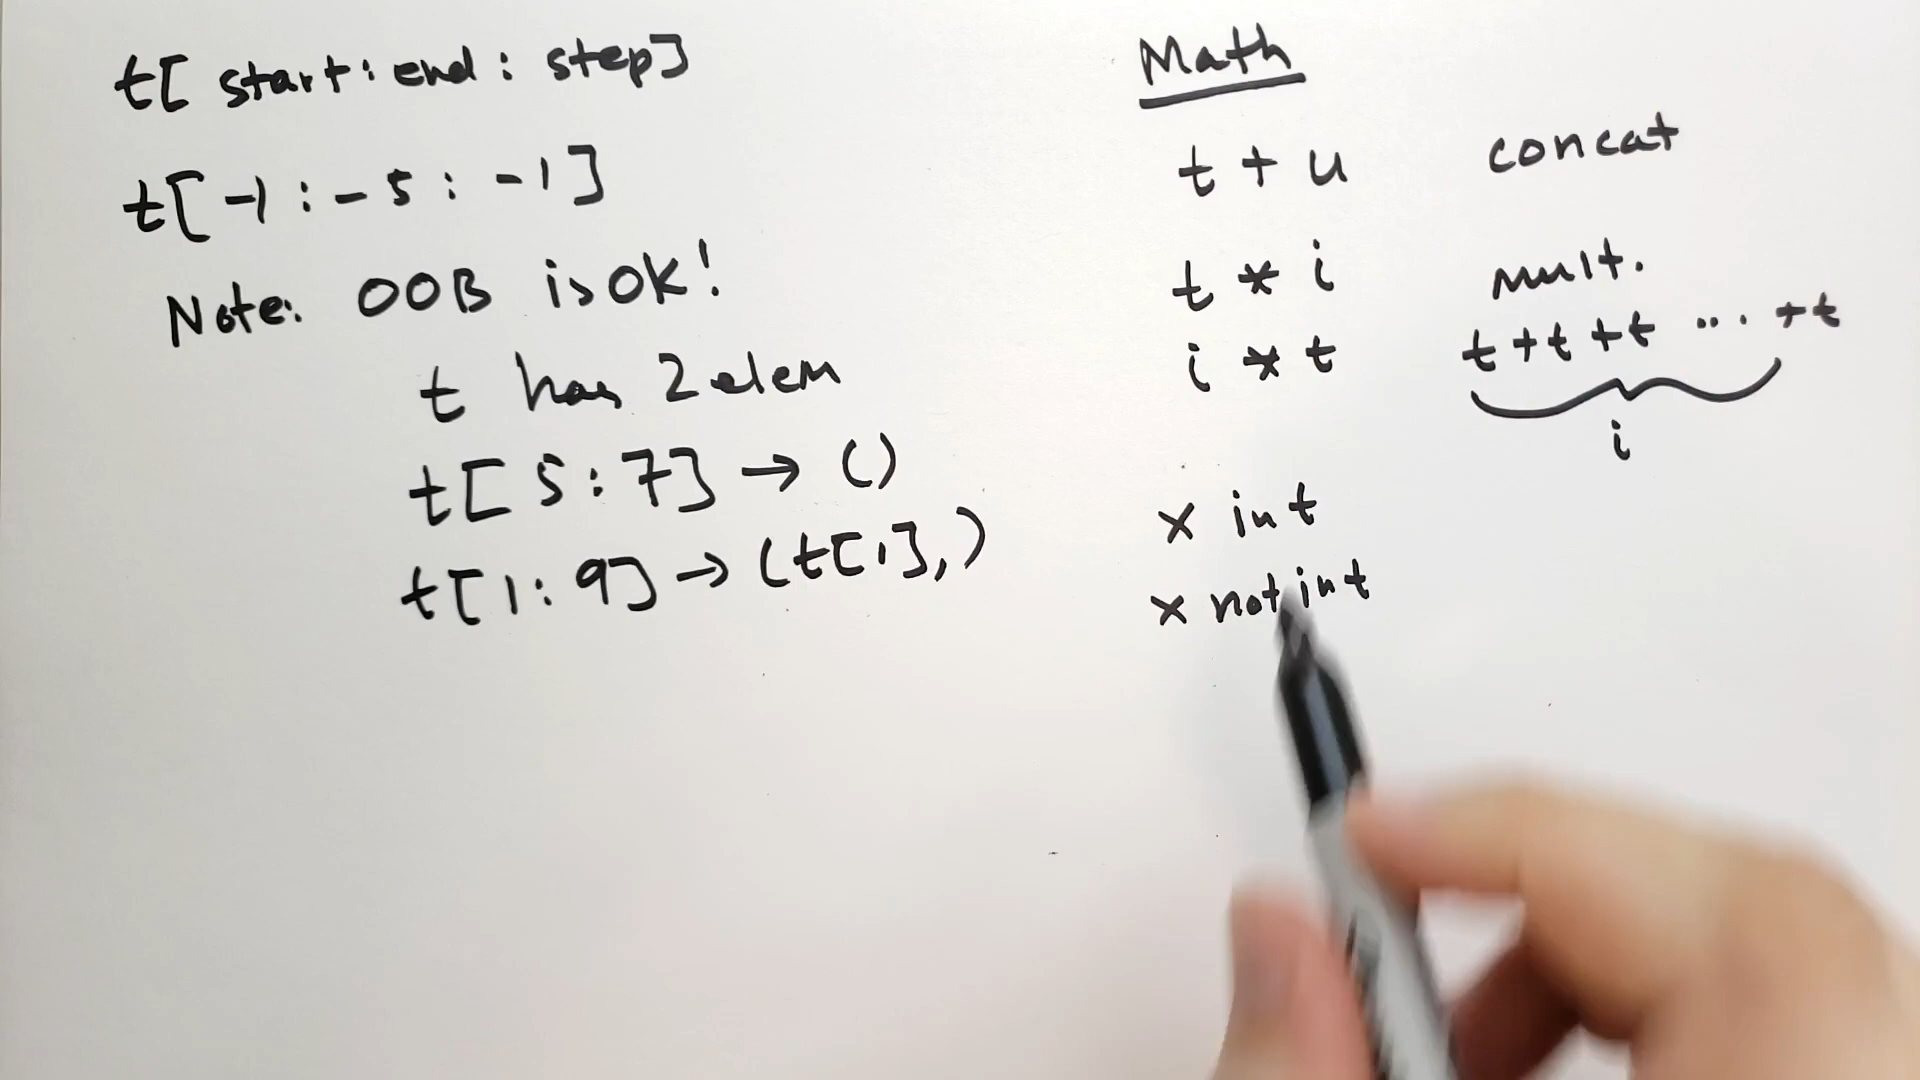 t[ start : end : step]
t[ -1 : -5 : -1 ]
Note: OOB is OK!
t has 2 elem
t[ 5 : 7] → ()
t[ 1 : 9] → (t[1],)
Math
t + u concat
t * i mult.
i * t t + t + t ... + t
i
x int
x not int